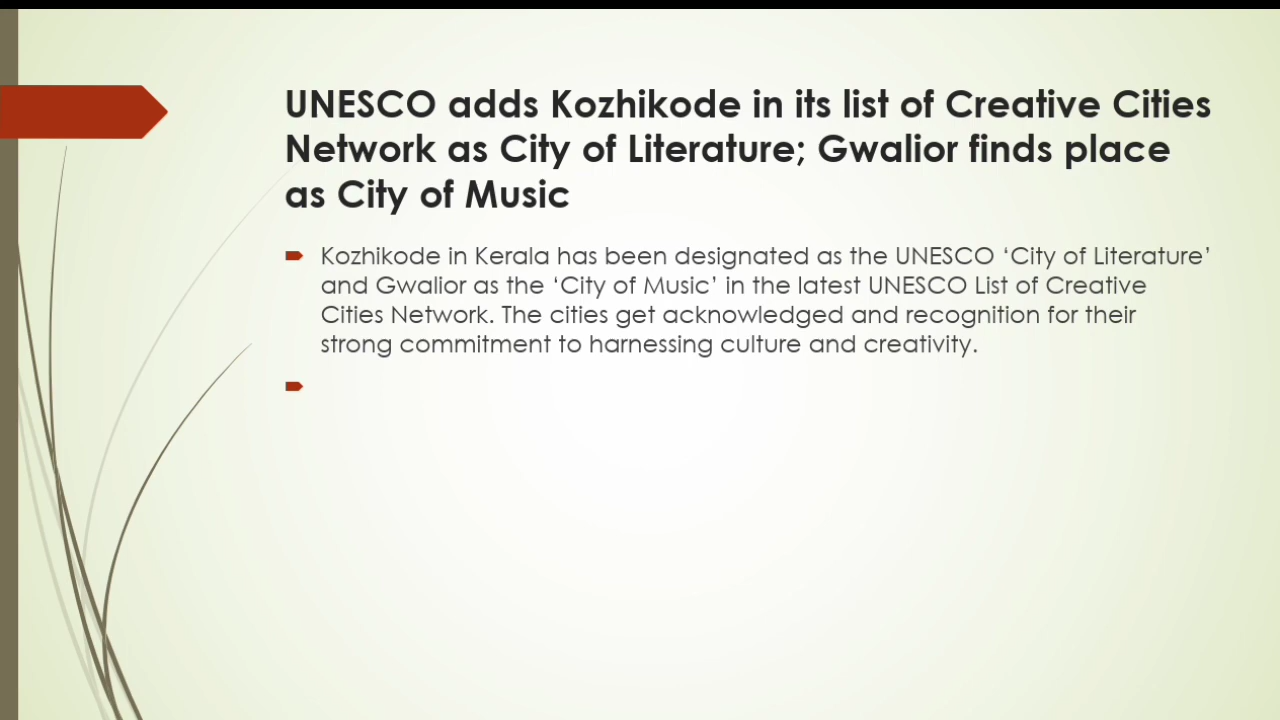 UNESCO adds Kozhikode in its list of Creative Cities
Network as City of Literature; Gwalior finds place
as City of Music
Kozhikode in Kerala has been designated as the UNESCO ‘City of Literature’
and Gwalior as the ‘City of Music’ in the latest UNESCO List of Creative
Cities Network. The cities get acknowledged and recognition for their
strong commitment to harnessing culture and creativity.